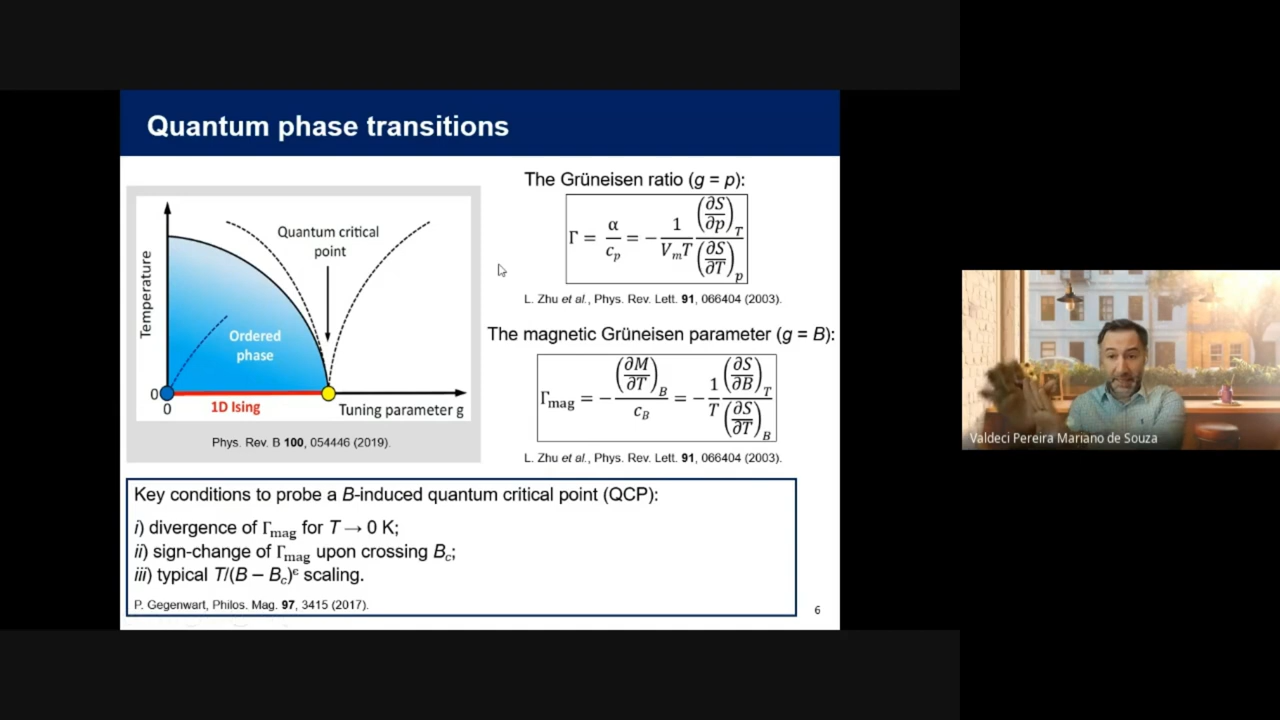 Quantum phase transitions
Temperature
Quantum critical
point
Ordered
phase
0
0
1D Ising
Tuning parameter g
Phys. Rev. B 100, 054446 (2019).
The Grüneisen ratio (g = p):
Γ = α/c_p = − 1/(V_m T) (∂S/∂p)_T / (∂S/∂T)_p
L. Zhu et al., Phys. Rev. Lett. 91, 066404 (2003).
The magnetic Grüneisen parameter (g = B):
Γ_mag = − (∂M/∂T)_B / c_B = − 1/T (∂S/∂B)_T / (∂S/∂T)_B
L. Zhu et al., Phys. Rev. Lett. 91, 066404 (2003).
Key conditions to probe a B-induced quantum critical point (QCP):
i) divergence of Γ_mag for T → 0 K;
ii) sign-change of Γ_mag upon crossing B_c;
iii) typical T/(B − B_c)^ϵ scaling.
P. Gegenwart, Philos. Mag. 97, 3415 (2017).
6
Valdeci Pereira Mariano de Souza